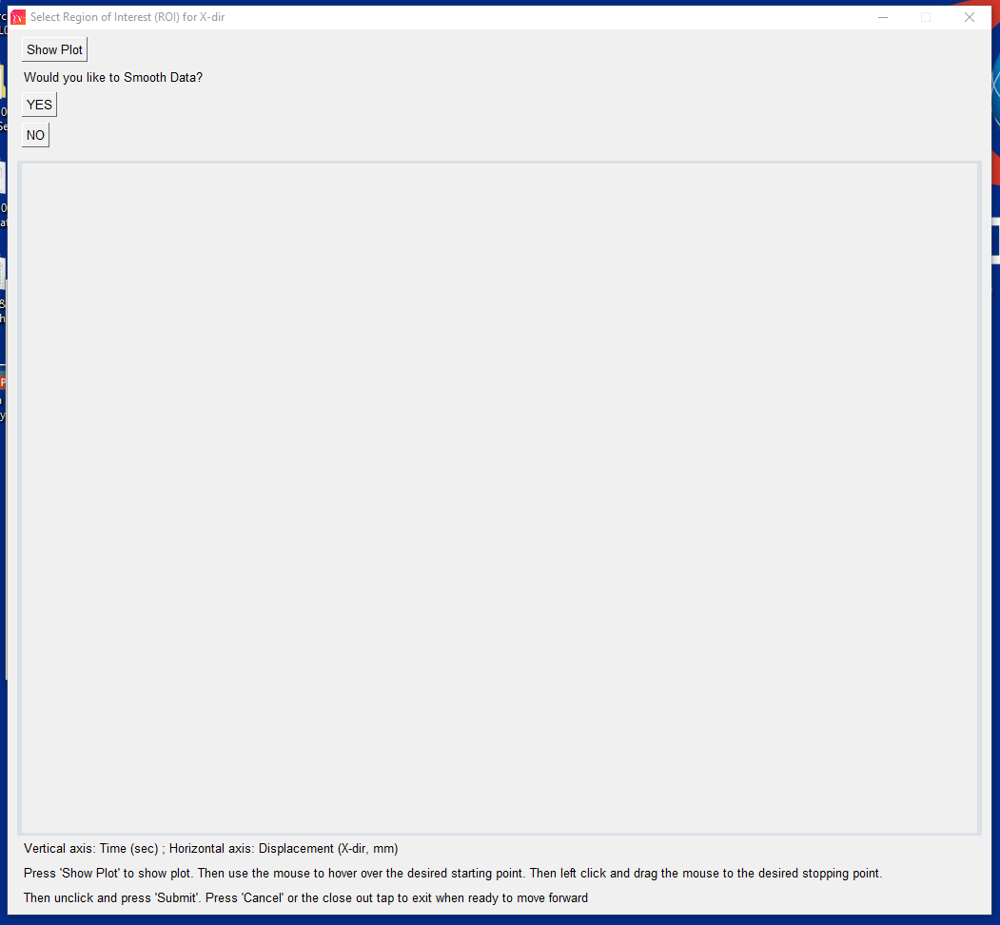 Select Region of Interest (ROI) for X-dir
Show Plot
Would you like to Smooth Data?
YES
NO
Vertical axis: Time (sec) ; Horizontal axis: Displacement (X-dir, mm)
Press 'Show Plot' to show plot. Then use the mouse to hover over the desired starting point. Then left click and drag the mouse to the desired stopping point.
Then unclick and press 'Submit'. Press 'Cancel' or the close out tap to exit when ready to move forward